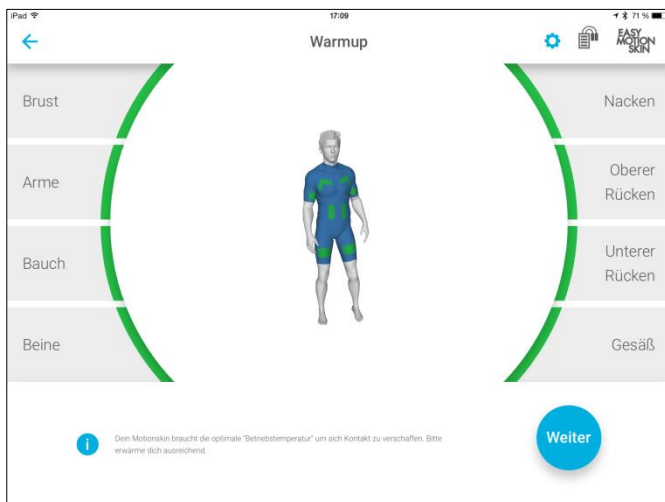 iPad 17:09 71 %
Warmup
EASY
MOTION
SKIN
Brust
Nacken
Arme
Oberer
Rücken
Bauch
Unterer
Rücken
Beine
Gesäß
Dein Motionskin braucht die optimale "Betriebstemperatur" um sich Kontakt zu verschaffen. Bitte
erwärme dich ausreichend.
Weiter